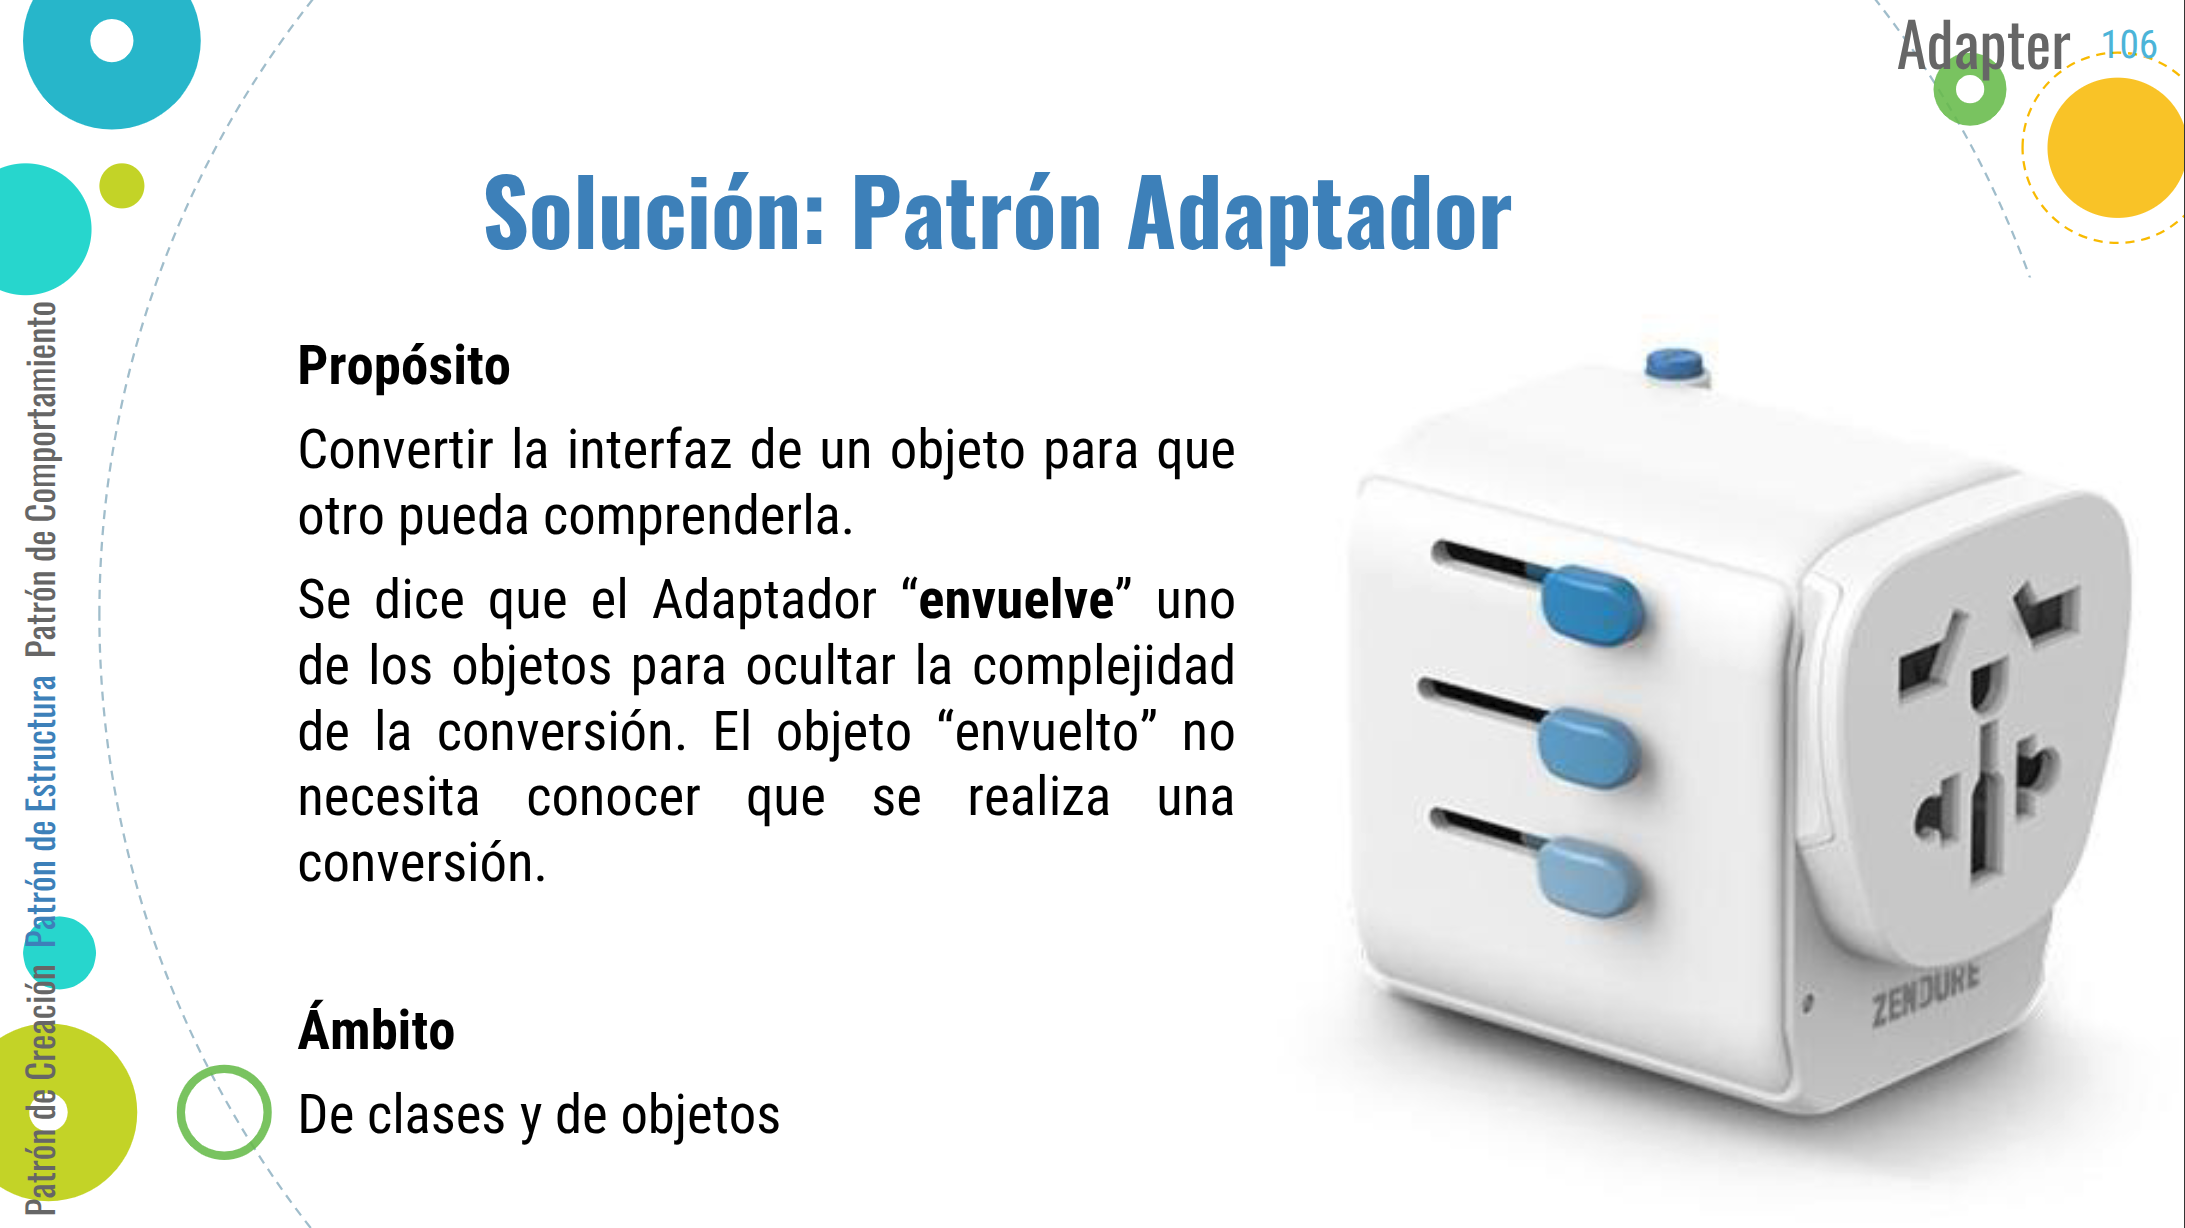 Adapter 106
Solución: Patrón Adaptador
Propósito
Convertir la interfaz de un objeto para que
otro pueda comprenderla.
Se dice que el Adaptador “envuelve” uno
de los objetos para ocultar la complejidad
de la conversión. El objeto “envuelto” no
necesita conocer que se realiza una
conversión.
Ámbito
De clases y de objetos
Patrón de Creación Patrón de Estructura Patrón de Comportamiento
ZENDURE